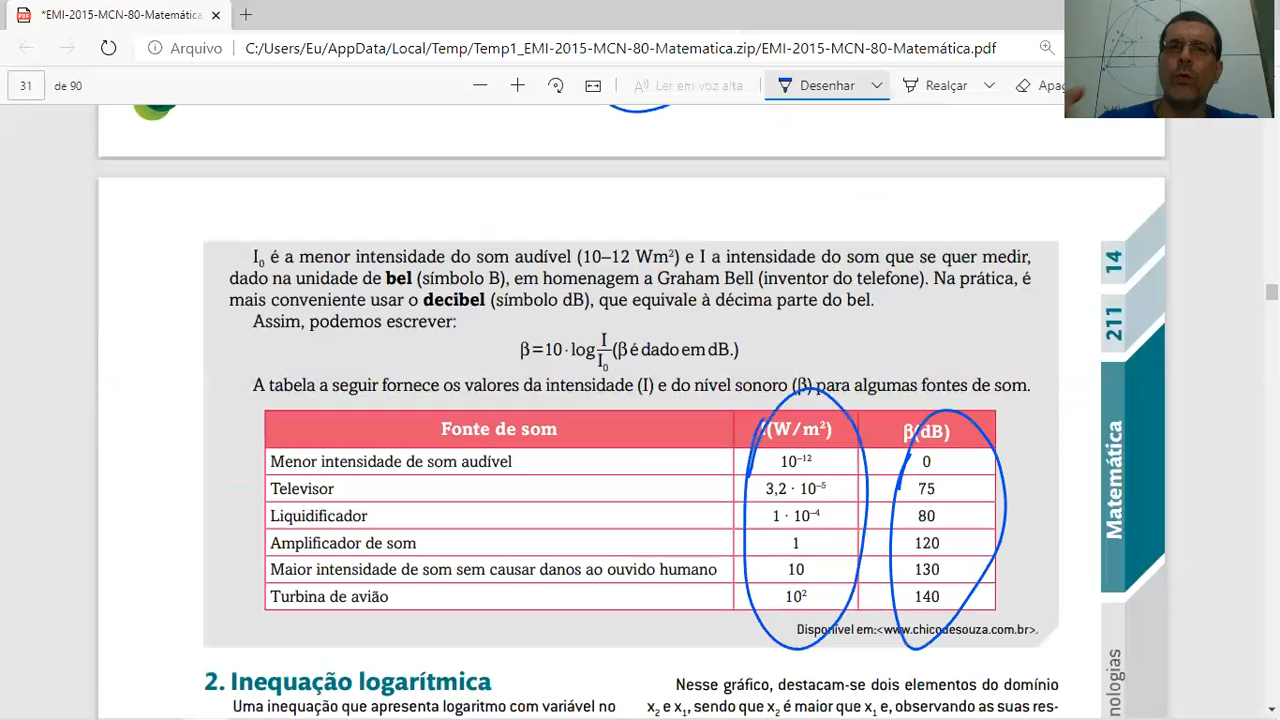 *EMI-2015-MCN-80-Matemática
Arquivo C:/Users/Eu/AppData/Local/Temp/Temp1_EMI-2015-MCN-80-Matematica.zip/EMI-2015-MCN-80-Matemática.pdf
31 de 90 Ler em voz alta Desenhar Realçar Apa
I₀ é a menor intensidade do som audível (10–12 Wm²) e I a intensidade do som que se quer medir,
dado na unidade de bel (símbolo B), em homenagem a Graham Bell (inventor do telefone). Na prática, é
mais conveniente usar o decibel (símbolo dB), que equivale à décima parte do bel.
Assim, podemos escrever:
β=10·log I/I₀ (β é dado em dB.)
A tabela a seguir fornece os valores da intensidade (I) e do nível sonoro (β) para algumas fontes de som.
Fonte de som I(W/m²) β(dB)
Menor intensidade de som audível 10⁻¹² 0
Televisor 3,2 · 10⁻⁵ 75
Liquidificador 1 · 10⁻⁴ 80
Amplificador de som 1 120
Maior intensidade de som sem causar danos ao ouvido humano 10 130
Turbina de avião 10² 140
Disponível em:<www.chicodesouza.com.br>.
2. Inequação logarítmica
Uma inequação que apresenta logaritmo com variável no
Nesse gráfico, destacam-se dois elementos do domínio
x₂ e x₁, sendo que x₂ é maior que x₁ e, observando as suas res-
14
211
Matemática
nologias